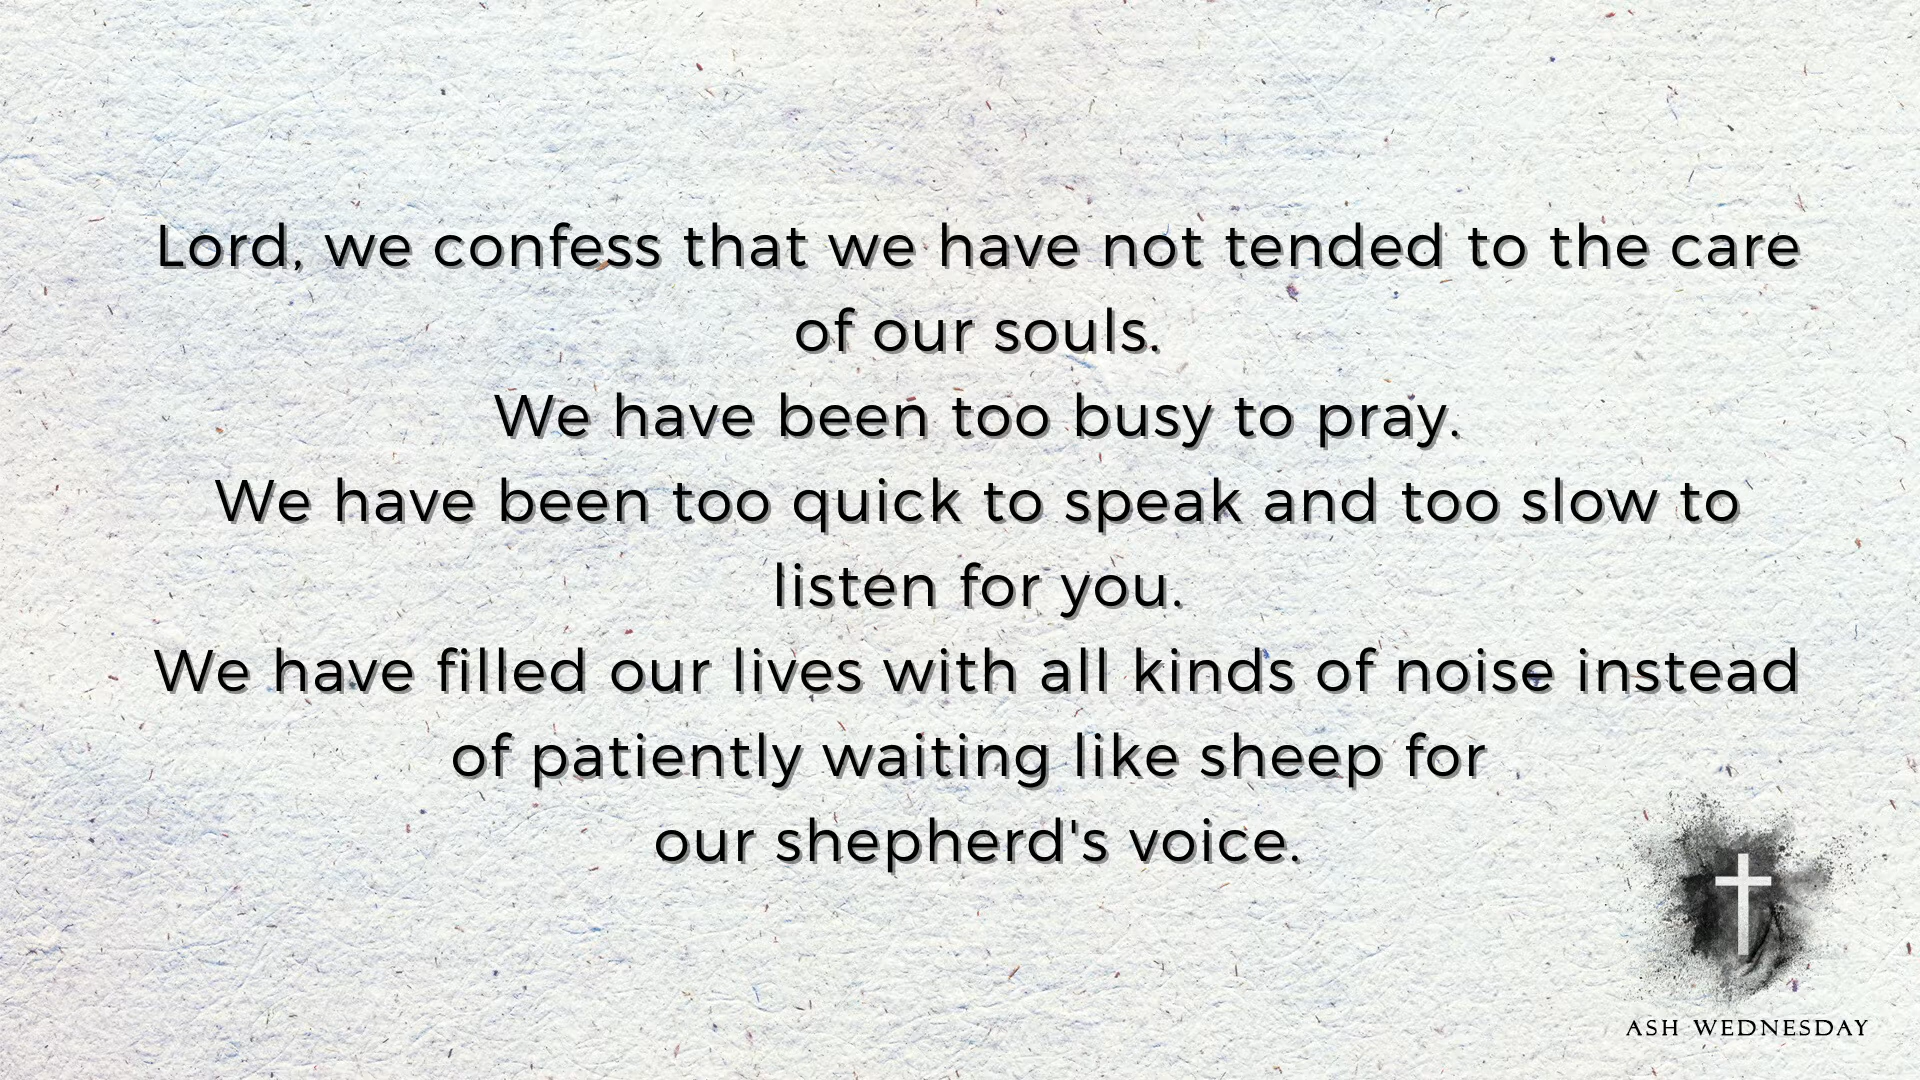 Lord, we confess that we have not tended to the care
of our souls.
We have been too busy to pray.
We have been too quick to speak and too slow to
listen for you.
We have filled our lives with all kinds of noise instead
of patiently waiting like sheep for
our shepherd's voice.
ASH WEDNESDAY